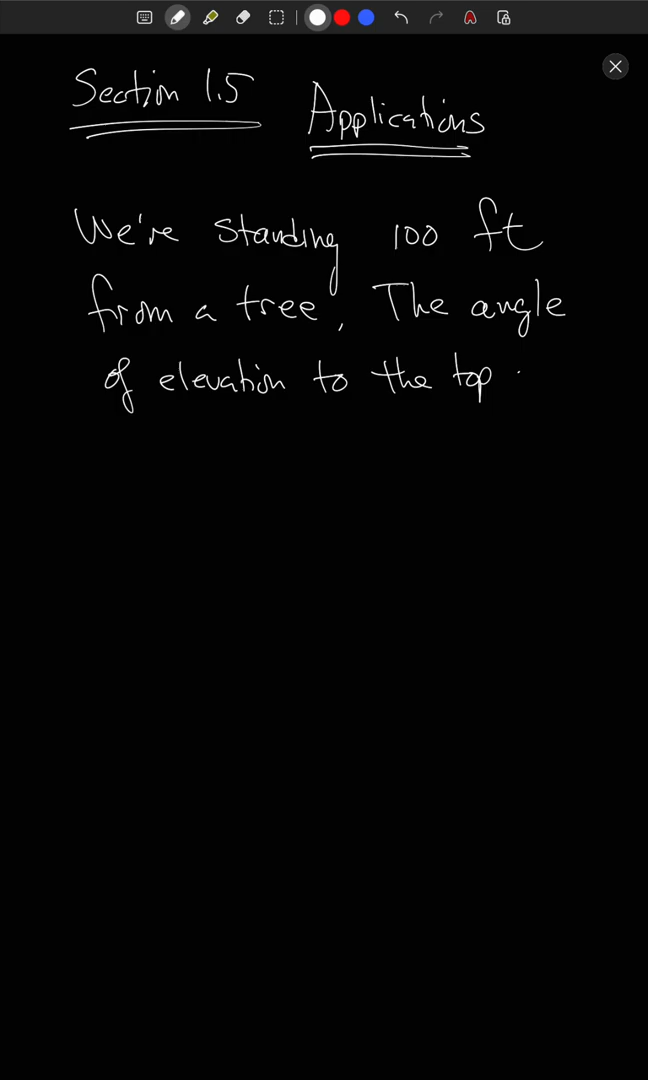 Section 1.5 Applications
We're standing 100 ft
from a tree. The angle
of elevation to the top